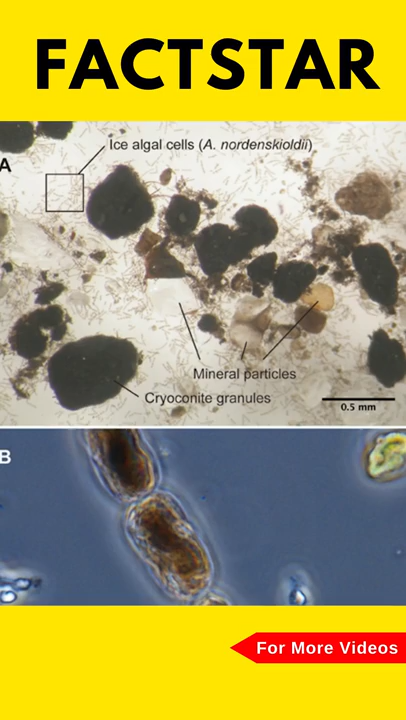 FACTSTAR
Ice algal cells (A. nordenskioldii)
A
Mineral particles
Cryoconite granules
0.5 mm
B
For More Videos